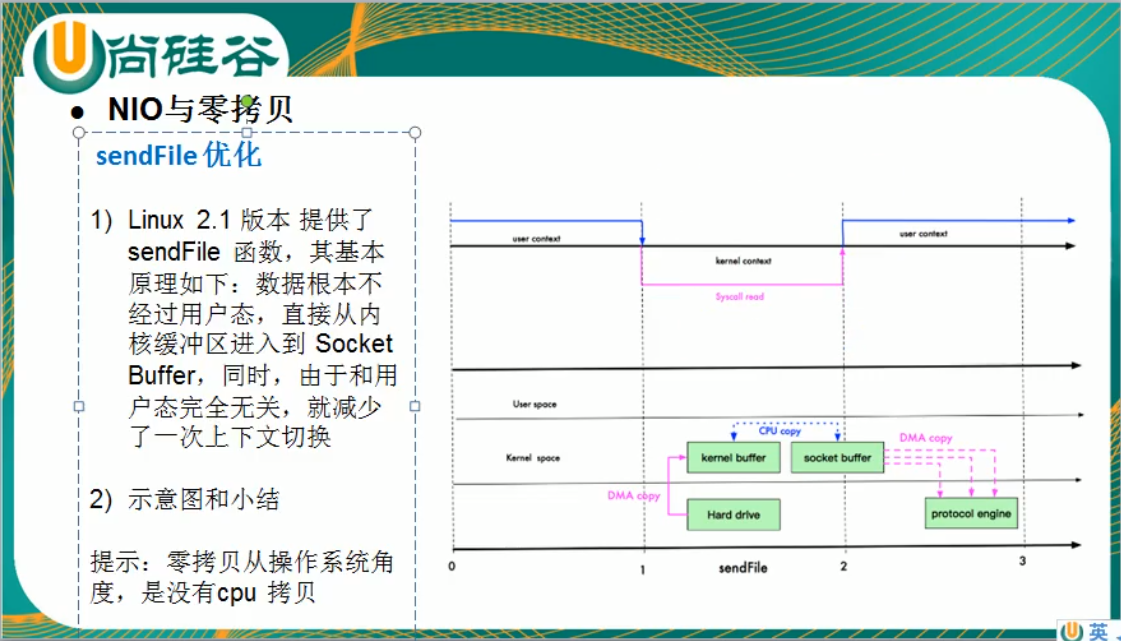 尚硅谷
● NIO与零拷贝
sendFile 优化
1) Linux 2.1 版本 提供了
sendFile 函数，其基本
原理如下：数据根本不
经过用户态，直接从内
核缓冲区进入到 Socket
Buffer，同时，由于和用
户态完全无关，就减少
了一次上下文切换
2) 示意图和小结
提示：零拷贝从操作系统角
度，是没有cpu 拷贝
user context
user context
kernel context
Syscall read
User space
CPU copy
DMA copy
Kernel space
kernel buffer
socket buffer
DMA copy
Hard drive
protocol engine
0
1
sendFile
2
3
英